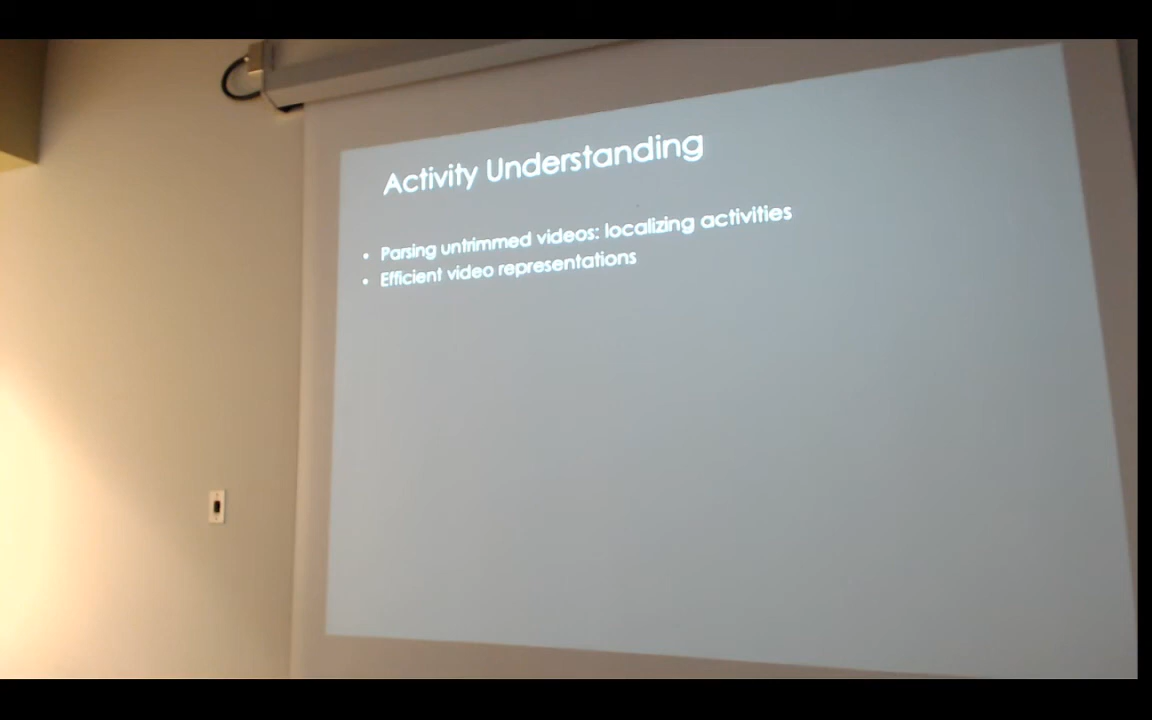 Activity Understanding
• Parsing untrimmed videos: localizing activities
• Efficient video representations